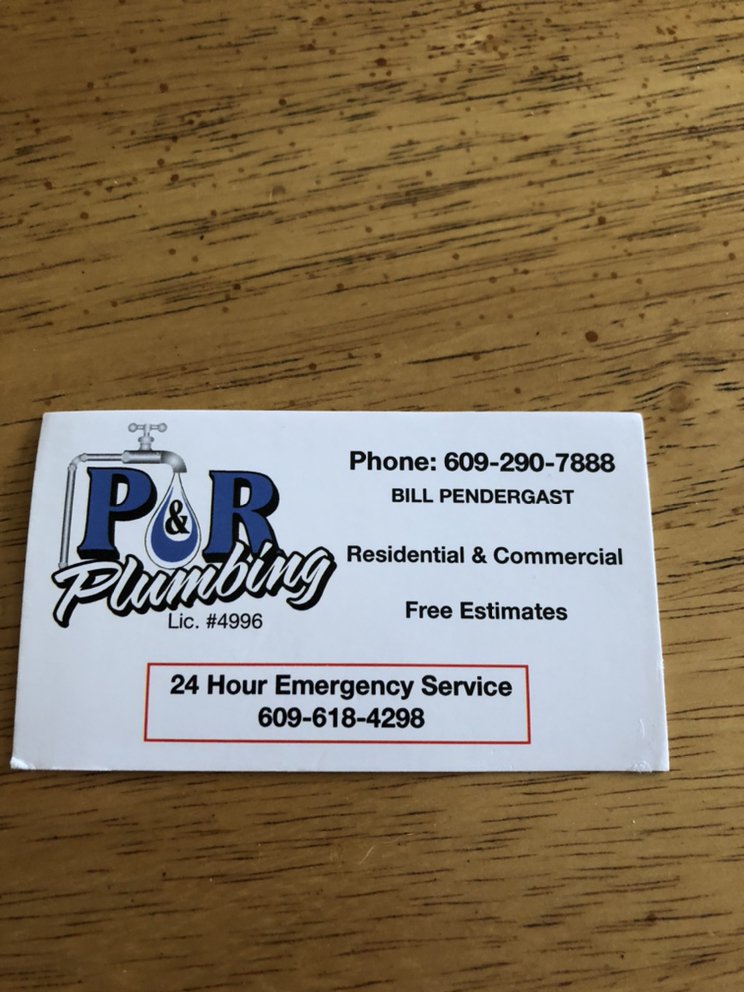 P & R
Plumbing
Lic. #4996
Phone: 609-290-7888
BILL PENDERGAST
Residential & Commercial
Free Estimates
24 Hour Emergency Service
609-618-4298